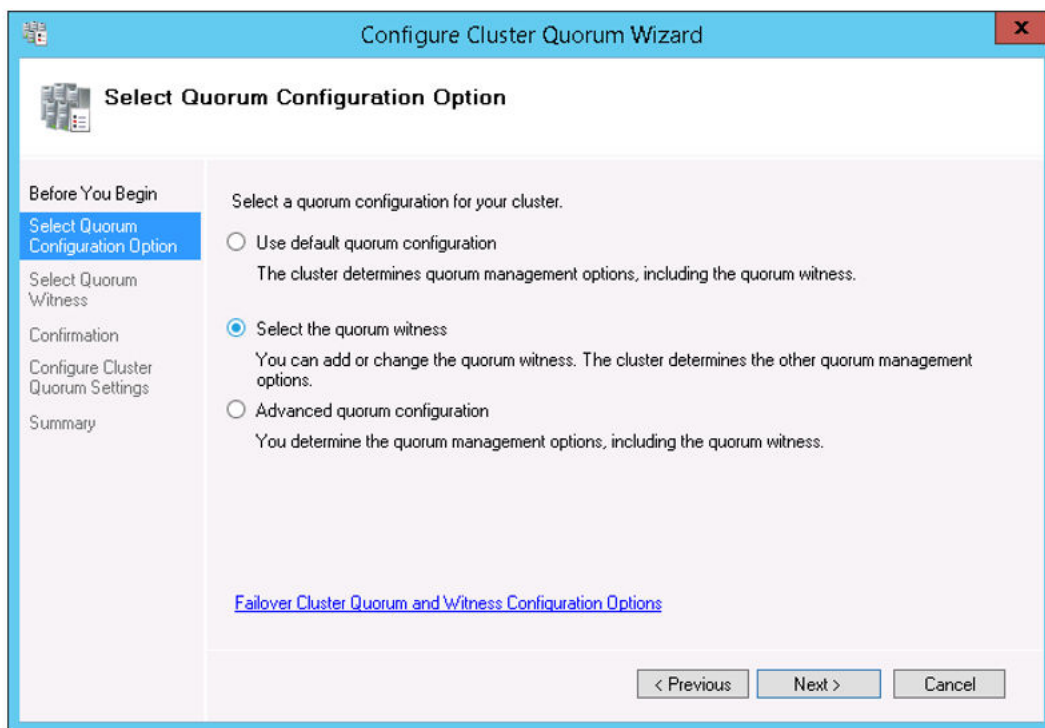 Configure Cluster Quorum Wizard
x
Select Quorum Configuration Option
Before You Begin
Select Quorum
Configuration Option
Select Quorum
Witness
Confirmation
Configure Cluster
Quorum Settings
Summary
Select a quorum configuration for your cluster.
Use default quorum configuration
The cluster determines quorum management options, including the quorum witness.
Select the quorum witness
You can add or change the quorum witness. The cluster determines the other quorum management
options.
Advanced quorum configuration
You determine the quorum management options, including the quorum witness.
Failover Cluster Quorum and Witness Configuration Options
< Previous
Next >
Cancel